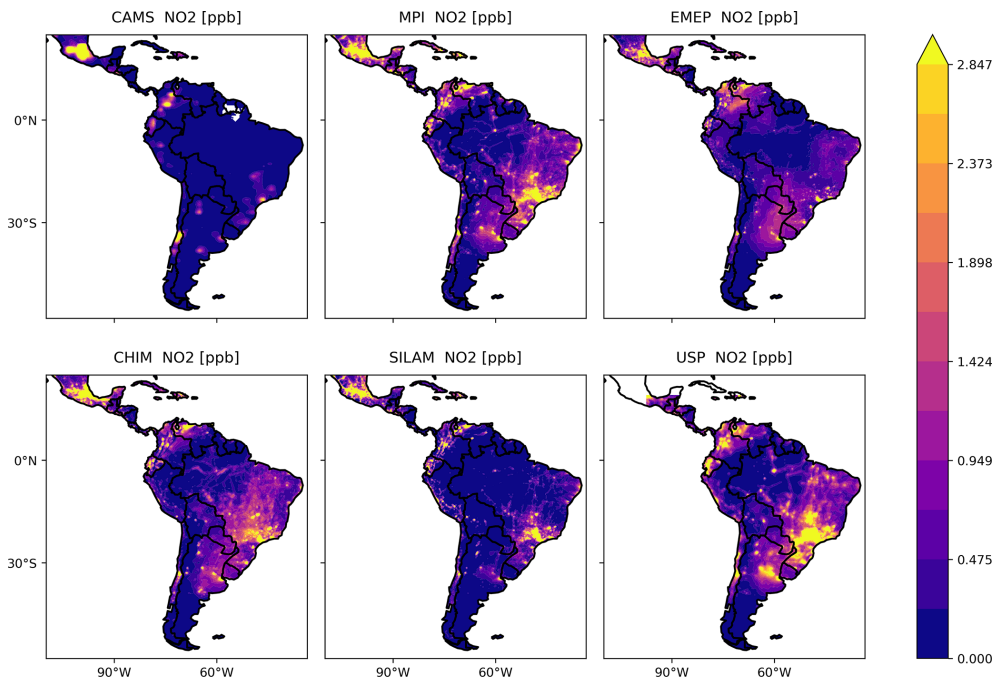 CAMS  NO2 [ppb]
MPI  NO2 [ppb]
EMEP  NO2 [ppb]
0°N
30°S
CHIM  NO2 [ppb]
SILAM  NO2 [ppb]
USP  NO2 [ppb]
0°N
30°S
90°W
60°W
90°W
60°W
90°W
60°W
2.847
2.373
1.898
1.424
0.949
0.475
0.000